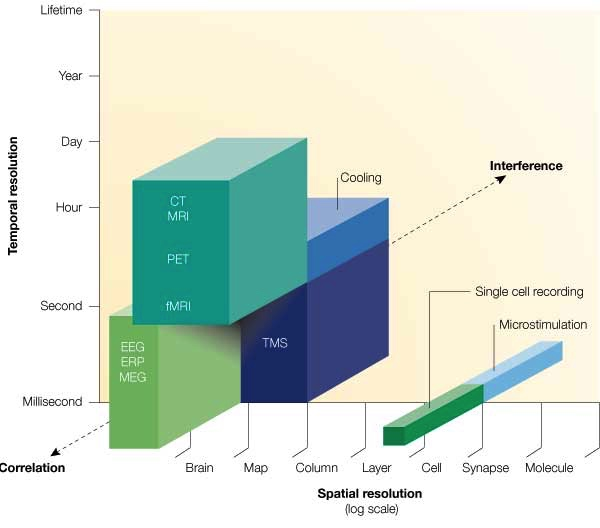 Lifetime
Year
Day
Hour
Second
Millisecond
Temporal resolution
CT
MRI
PET
fMRI
EEG
ERP
MEG
TMS
Cooling
Interference
Single cell recording
Microstimulation
Correlation
Brain
Map
Column
Layer
Cell
Synapse
Molecule
Spatial resolution
(log scale)